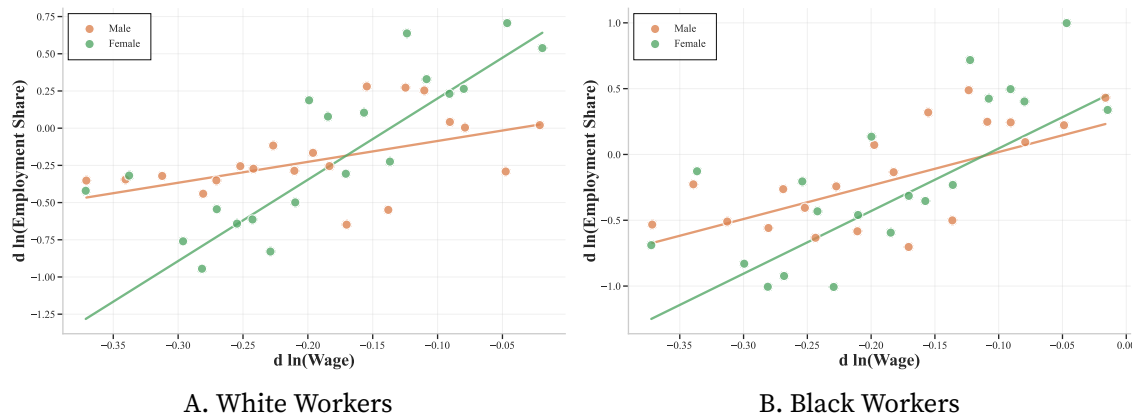 Male
Female
0.75
0.50
0.25
0.00
−0.25
−0.50
−0.75
−1.00
−1.25
d ln(Employment Share)
−0.35
−0.30
−0.25
−0.20
−0.15
−0.10
−0.05
d ln(Wage)
A. White Workers
Male
Female
1.0
0.5
0.0
−0.5
−1.0
d ln(Employment Share)
−0.35
−0.30
−0.25
−0.20
−0.15
−0.10
−0.05
0.00
d ln(Wage)
B. Black Workers